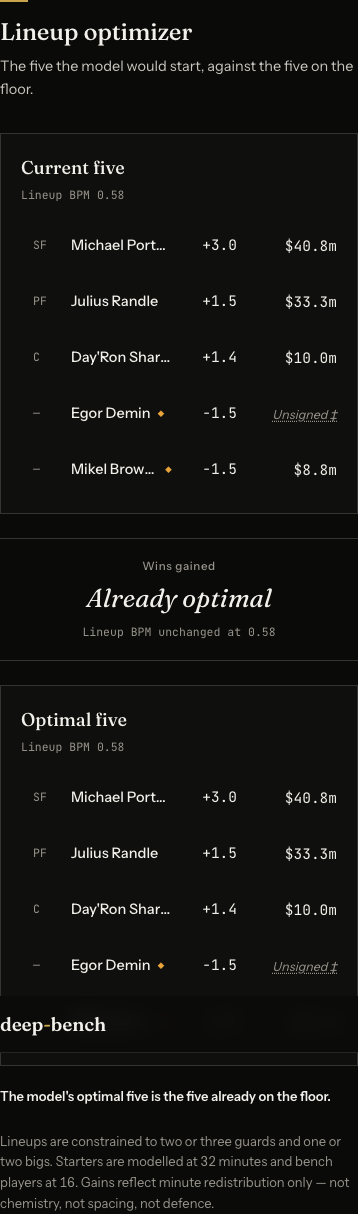 Lineup optimizer
The five the model would start, against the five on the
floor.
Current five
Lineup BPM 0.58
SF Michael Port... +3.0 $40.8m
PF Julius Randle +1.5 $33.3m
C Day'Ron Shar... +1.4 $10.0m
— Egor Demin ◆ -1.5 Unsigned ‡
— Mikel Brow... ◆ -1.5 $8.8m
Wins gained
Already optimal
Lineup BPM unchanged at 0.58
Optimal five
Lineup BPM 0.58
SF Michael Port... +3.0 $40.8m
PF Julius Randle +1.5 $33.3m
C Day'Ron Shar... +1.4 $10.0m
— Egor Demin ◆ -1.5 Unsigned ‡
deep-bench
The model's optimal five is the five already on the floor.
Lineups are constrained to two or three guards and one or
two bigs. Starters are modelled at 32 minutes and bench
players at 16. Gains reflect minute redistribution only — not
chemistry, not spacing, not defence.